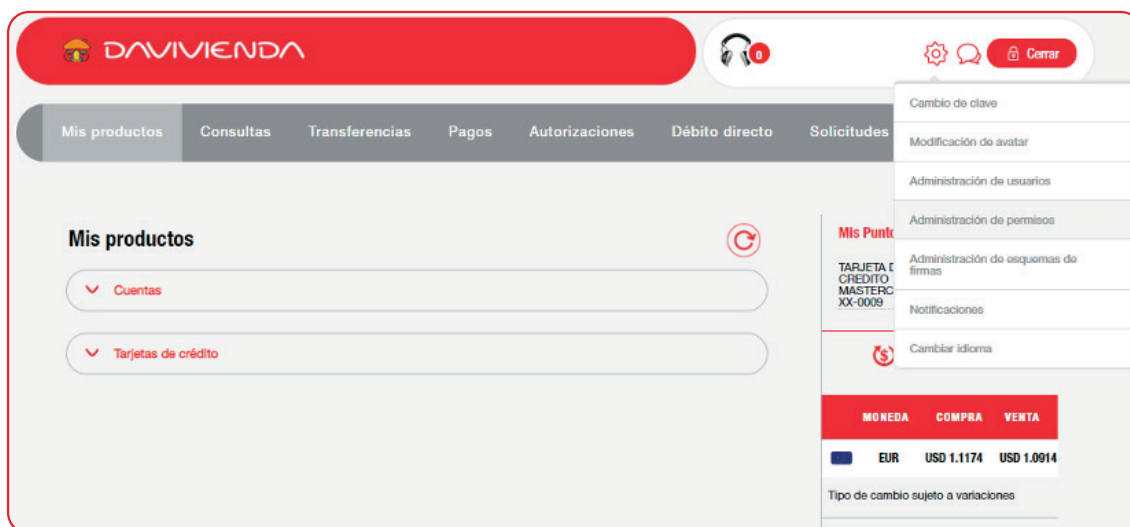 DAVIVIENDA
0
Cerrar
Mis productos Consultas Transferencias Pagos Autorizaciones Débito directo Solicitudes
Cambio de clave
Modificación de avatar
Administración de usuarios
Administración de permisos
Administración de esquemas de
firmas
Notificaciones
Cambiar idioma
Mis productos
Cuentas
Tarjetas de crédito
Mis Punto
TARJETA D
CREDITO
MASTERC
XX-0009
MONEDA COMPRA VENTA
EUR USD 1.1174 USD 1.0914
Tipo de cambio sujeto a variaciones